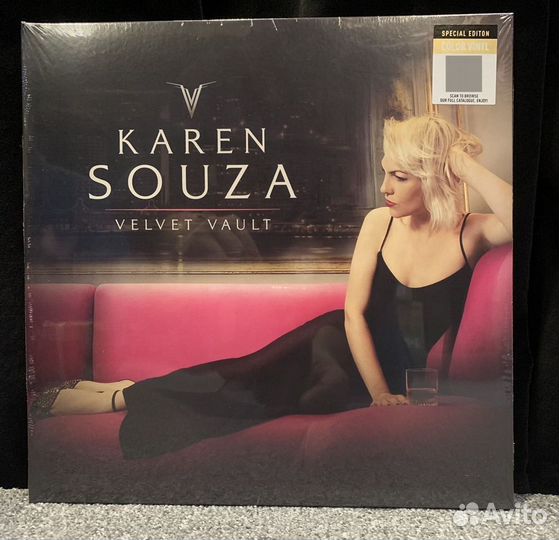 SPECIAL EDITON
COLOR VINYL
SCAN TO BROWSE
OUR FULL CATALOGUE, ENJOY!
V
KAREN
SOUZA
VELVET VAULT
Avito